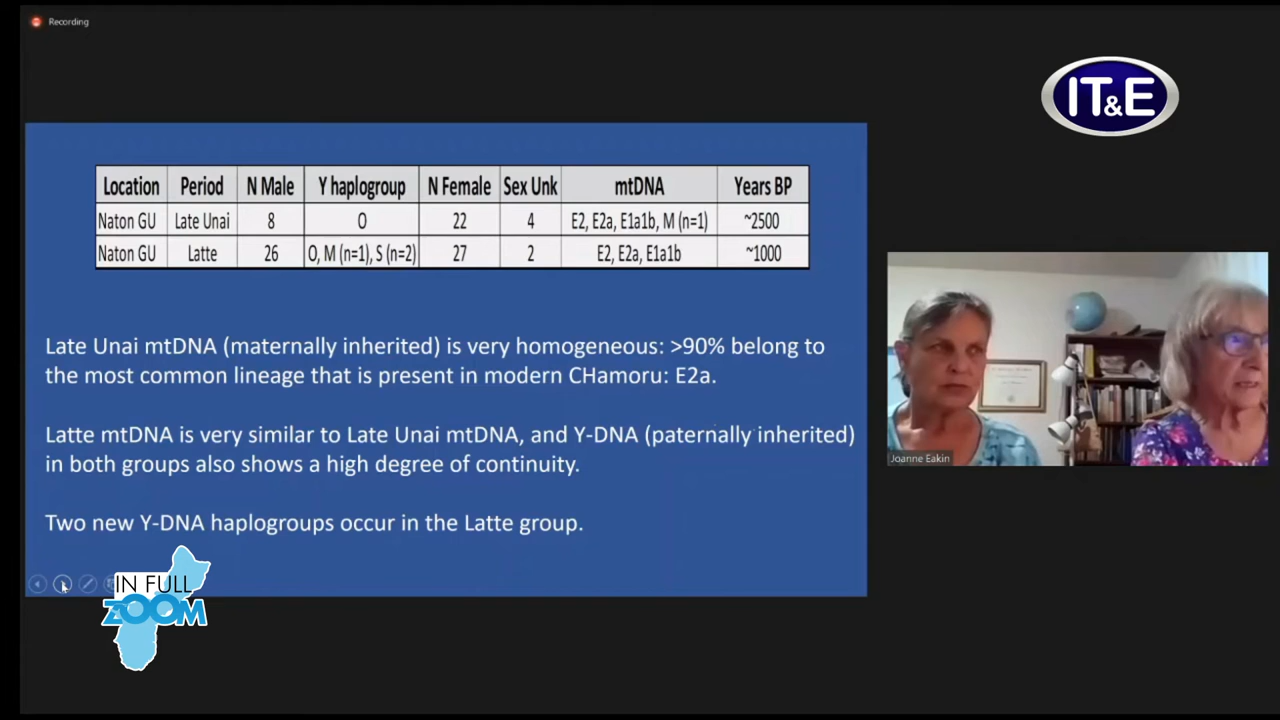 Recording
IT&E
Location Period N Male Y haplogroup N Female Sex Unk mtDNA Years BP
Naton GU Late Unai 8 O 22 4 E2, E2a, E1a1b, M (n=1) ~2500
Naton GU Latte 26 O, M (n=1), S (n=2) 27 2 E2, E2a, E1a1b ~1000
Late Unai mtDNA (maternally inherited) is very homogeneous: >90% belong to
the most common lineage that is present in modern CHamoru: E2a.
Latte mtDNA is very similar to Late Unai mtDNA, and Y-DNA (paternally inherited)
in both groups also shows a high degree of continuity.
Two new Y-DNA haplogroups occur in the Latte group.
Joanne Eakin
IN FULL
ZOOM